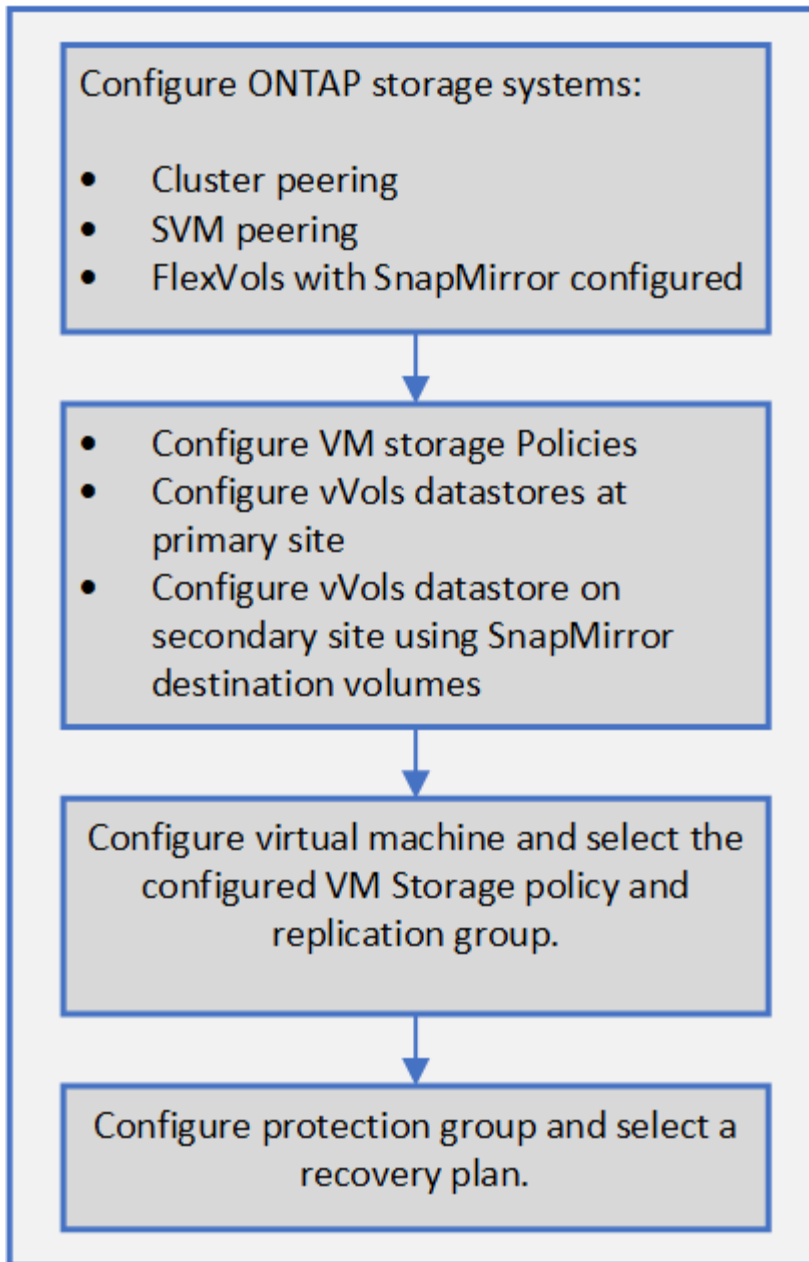 Configure ONTAP storage systems:
• Cluster peering
• SVM peering
• FlexVols with SnapMirror configured
• Configure VM storage Policies
• Configure vVols datastores at
primary site
• Configure vVols datastore on
secondary site using SnapMirror
destination volumes
Configure virtual machine and select the
configured VM Storage policy and
replication group.
Configure protection group and select a
recovery plan.